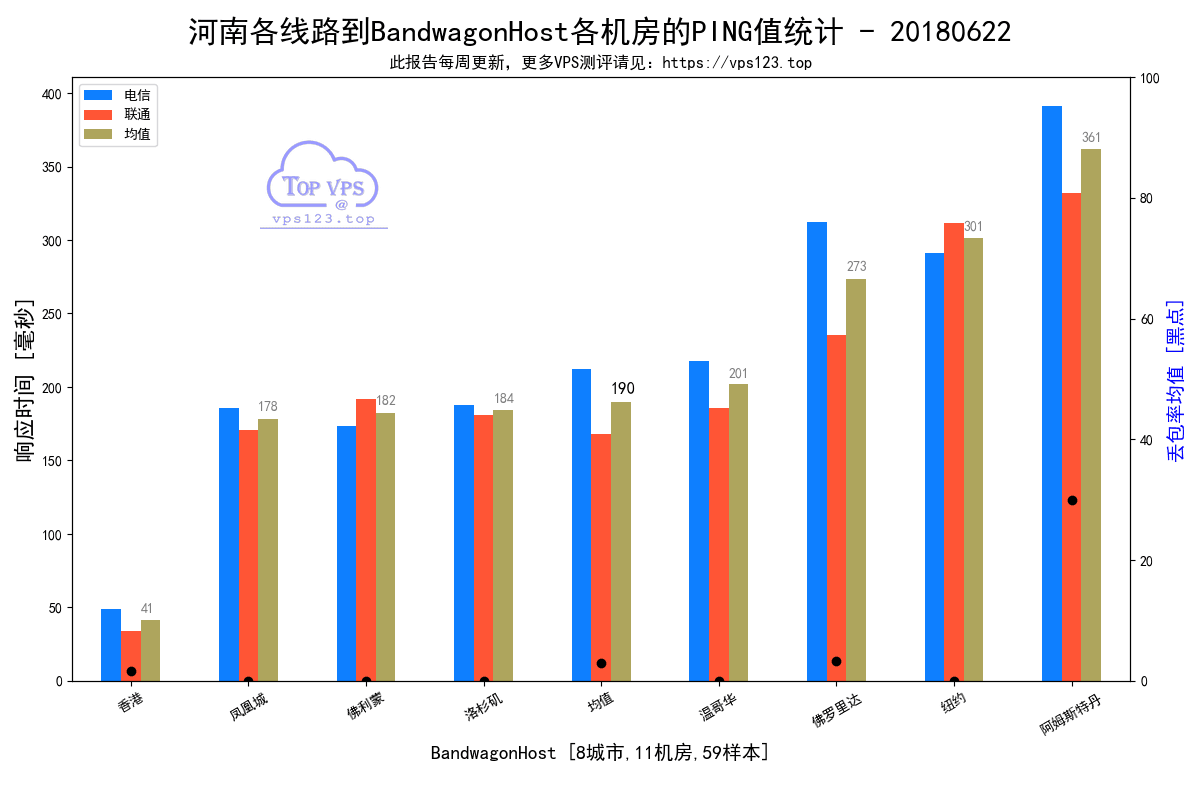 河南各线路到BandwagonHost各机房的PING值统计 - 20180622
此报告每周更新，更多VPS测评请见：https://vps123.top
电信
联通
均值
TOP VPS
@
vps123.top
响应时间 [毫秒]
400
350
300
250
200
150
100
50
0
41
178
182
184
190
201
273
301
361
100
80
60
40
20
0
丢包率均值 [黑点]
香港
凤凰城
佛利蒙
洛杉矶
均值
温哥华
佛罗里达
纽约
阿姆斯特丹
BandwagonHost [8城市,11机房,59样本]